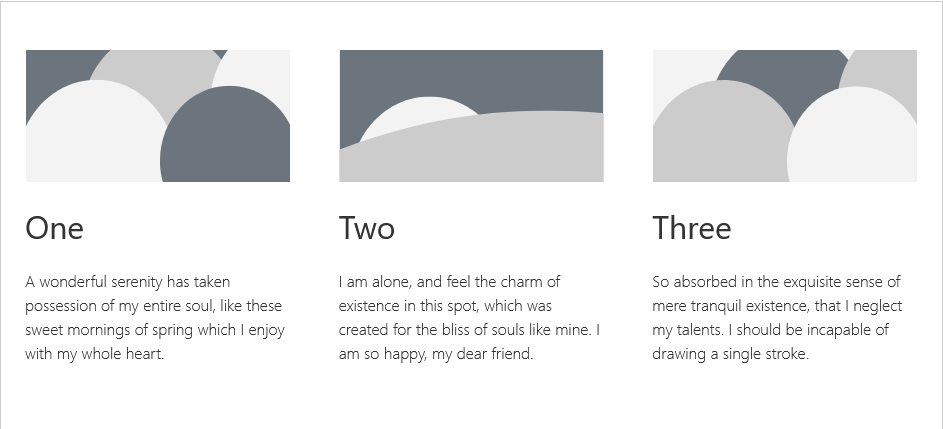 One
A wonderful serenity has taken
possession of my entire soul, like these
sweet mornings of spring which I enjoy
with my whole heart.
Two
I am alone, and feel the charm of
existence in this spot, which was
created for the bliss of souls like mine. I
am so happy, my dear friend.
Three
So absorbed in the exquisite sense of
mere tranquil existence, that I neglect
my talents. I should be incapable of
drawing a single stroke.